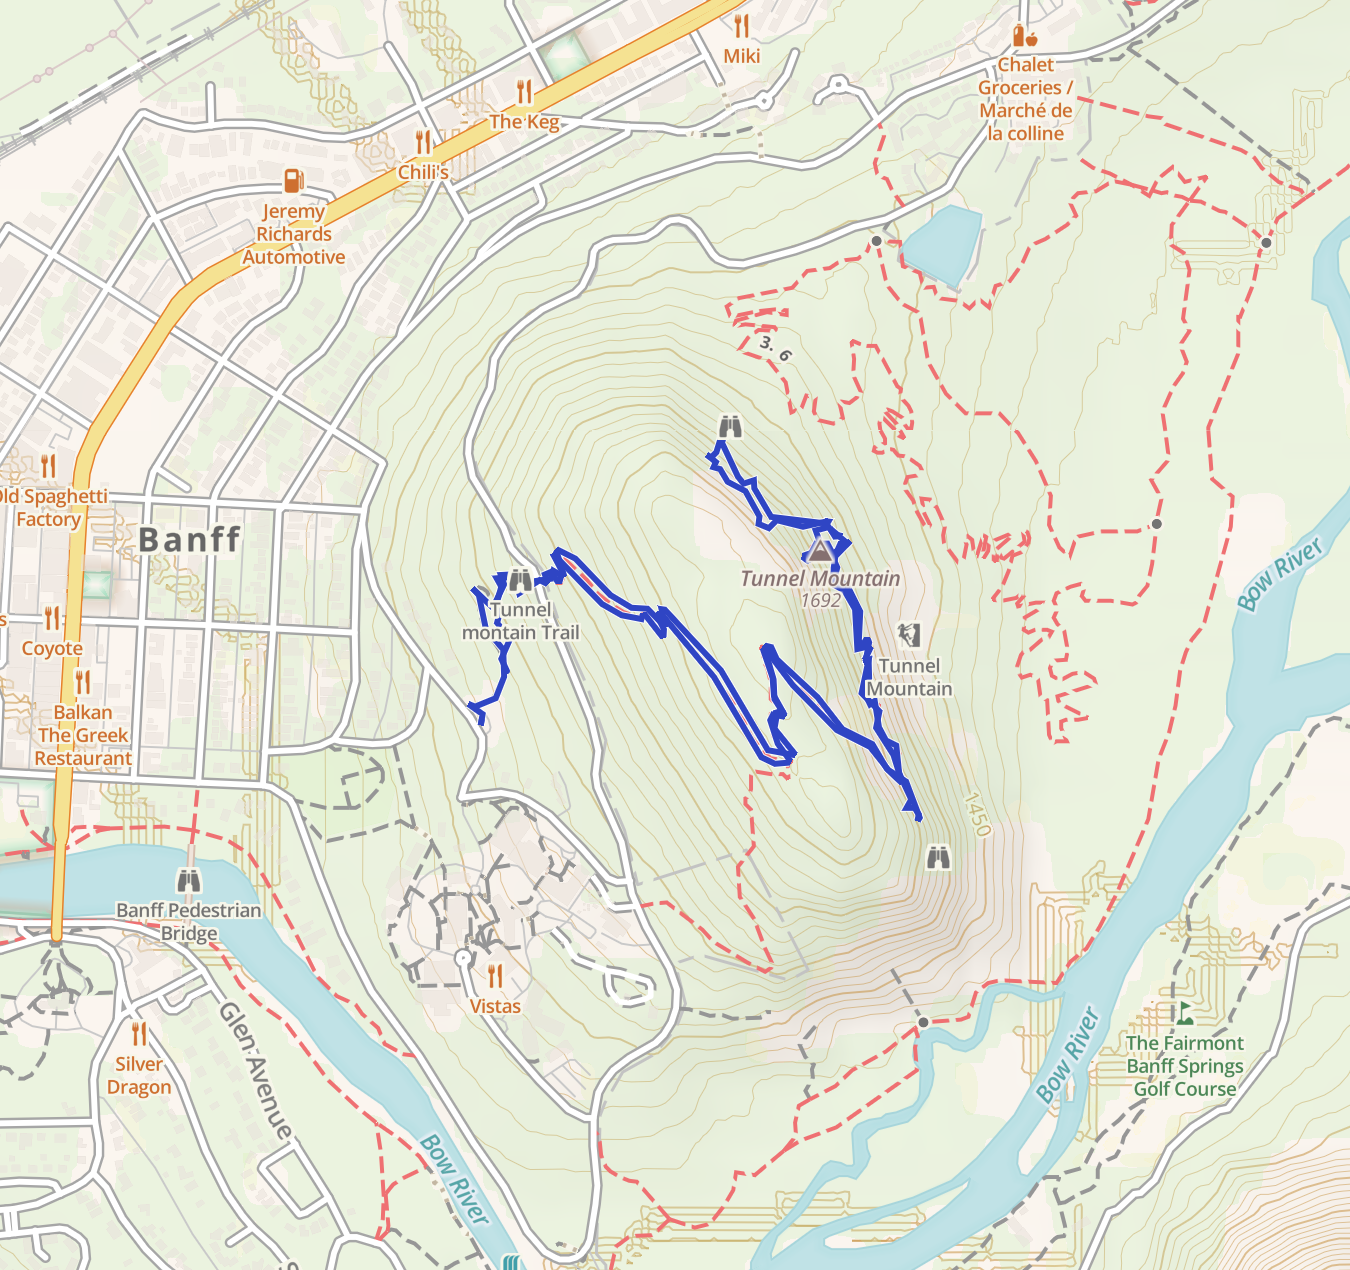 Miki
Chalet
Groceries /
Marché de
la colline
The Keg
Chili's
Jeremy
Richards
Automotive
3.6
Old Spaghetti
Factory
Banff
Tunnel Mountain
1692
Tunnel
montain Trail
Bow River
Coyote
Tunnel
Mountain
Balkan
The Greek
Restaurant
1450
Banff Pedestrian
Bridge
Vistas
Glen Avenue
Silver
Dragon
Bow River
The Fairmont
Banff Springs
Golf Course
Bow River